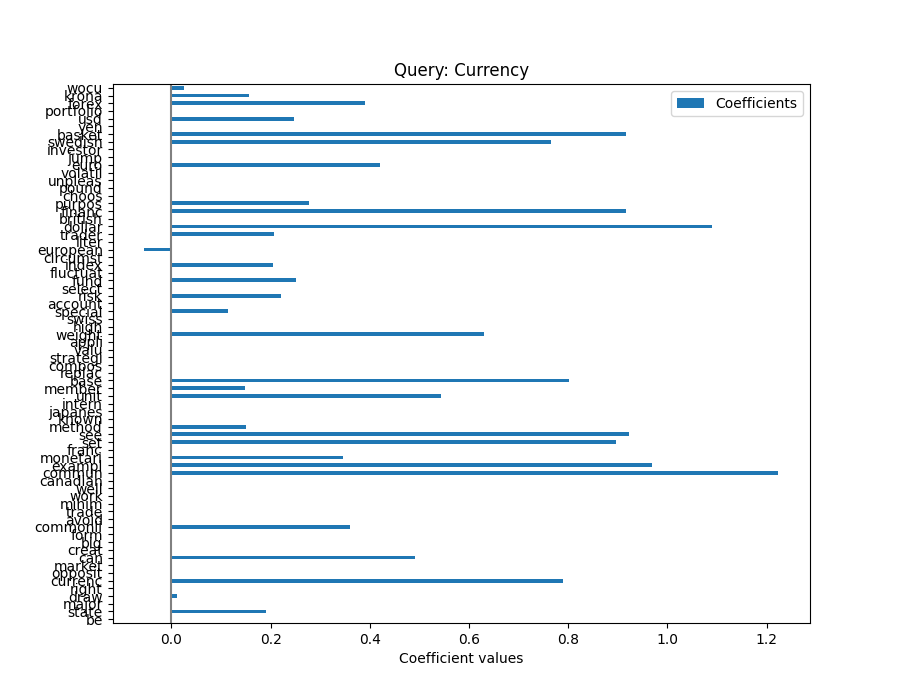 Query: Currency
Coefficients
wocu
krona
forex
portfolio
usd
yen
basket
swedish
investor
jump
euro
volatil
unpleas
pound
choos
purpos
financ
british
dollar
trader
liter
european
circumst
index
fluctuat
fund
select
risk
account
special
swiss
high
weight
appli
valu
strategi
compos
replac
base
member
unit
intern
japanes
known
method
see
set
franc
monetari
exampl
commun
canadian
well
work
minim
trade
avoid
commonli
form
big
creat
can
market
opposit
currenc
right
draw
major
state
be
0.0 0.2 0.4 0.6 0.8 1.0 1.2
Coefficient values